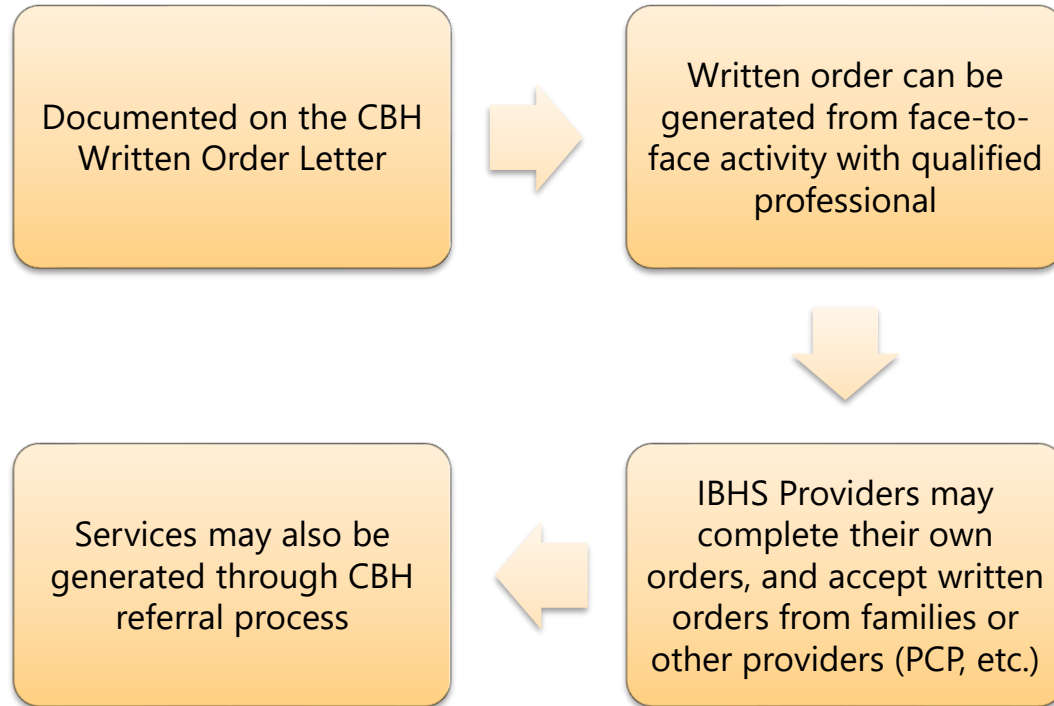 Documented on the CBH
Written Order Letter
Written order can be
generated from face-to-
face activity with qualified
professional
IBHS Providers may
complete their own
orders, and accept written
orders from families or
other providers (PCP, etc.)
Services may also be
generated through CBH
referral process